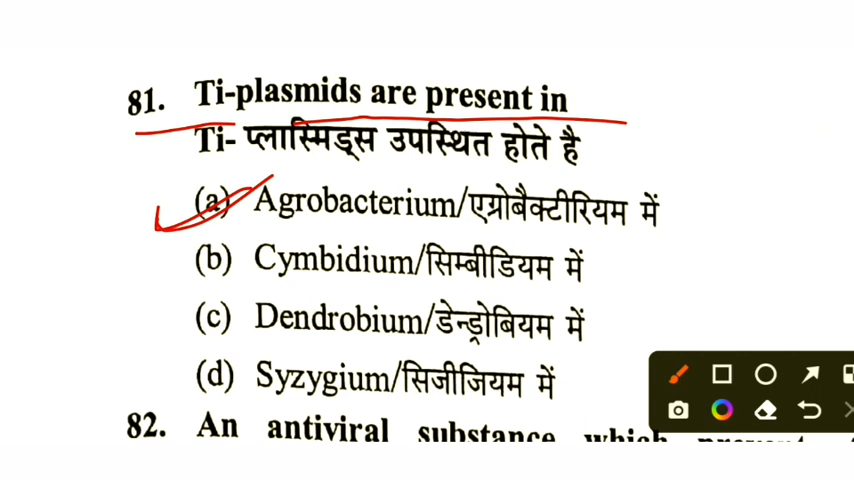 81. Ti-plasmids are present in
Ti- प्लास्मिड्स उपस्थित होते है
(a) Agrobacterium/एग्रोबैक्टीरियम में
(b) Cymbidium/सिम्बीडियम में
(c) Dendrobium/डेन्ड्रोबियम में
(d) Syzygium/सिजीजियम में
82. An antiviral substance which